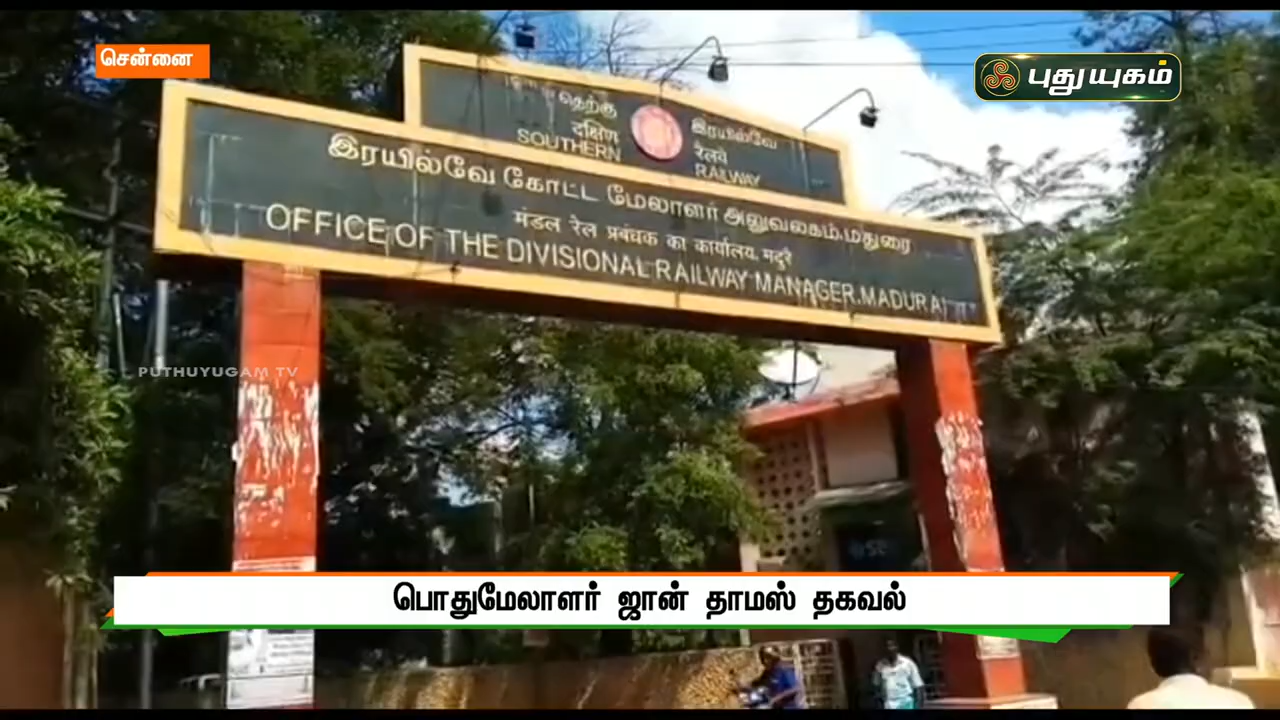 சென்னை
புதுயுகம்
தெற்கு இரயில்வே
दक्षिण रेलवे
SOUTHERN RAILWAY
இரயில்வே கோட்ட மேலாளர் அலுவலகம்.மதுரை
मंडल रेल प्रबंधक का कार्यालय, मदुरै
OFFICE OF THE DIVISIONAL RAILWAY MANAGER.MADURAI
PUTHUYUGAM TV
பொதுமேலாளர் ஜான் தாமஸ் தகவல்